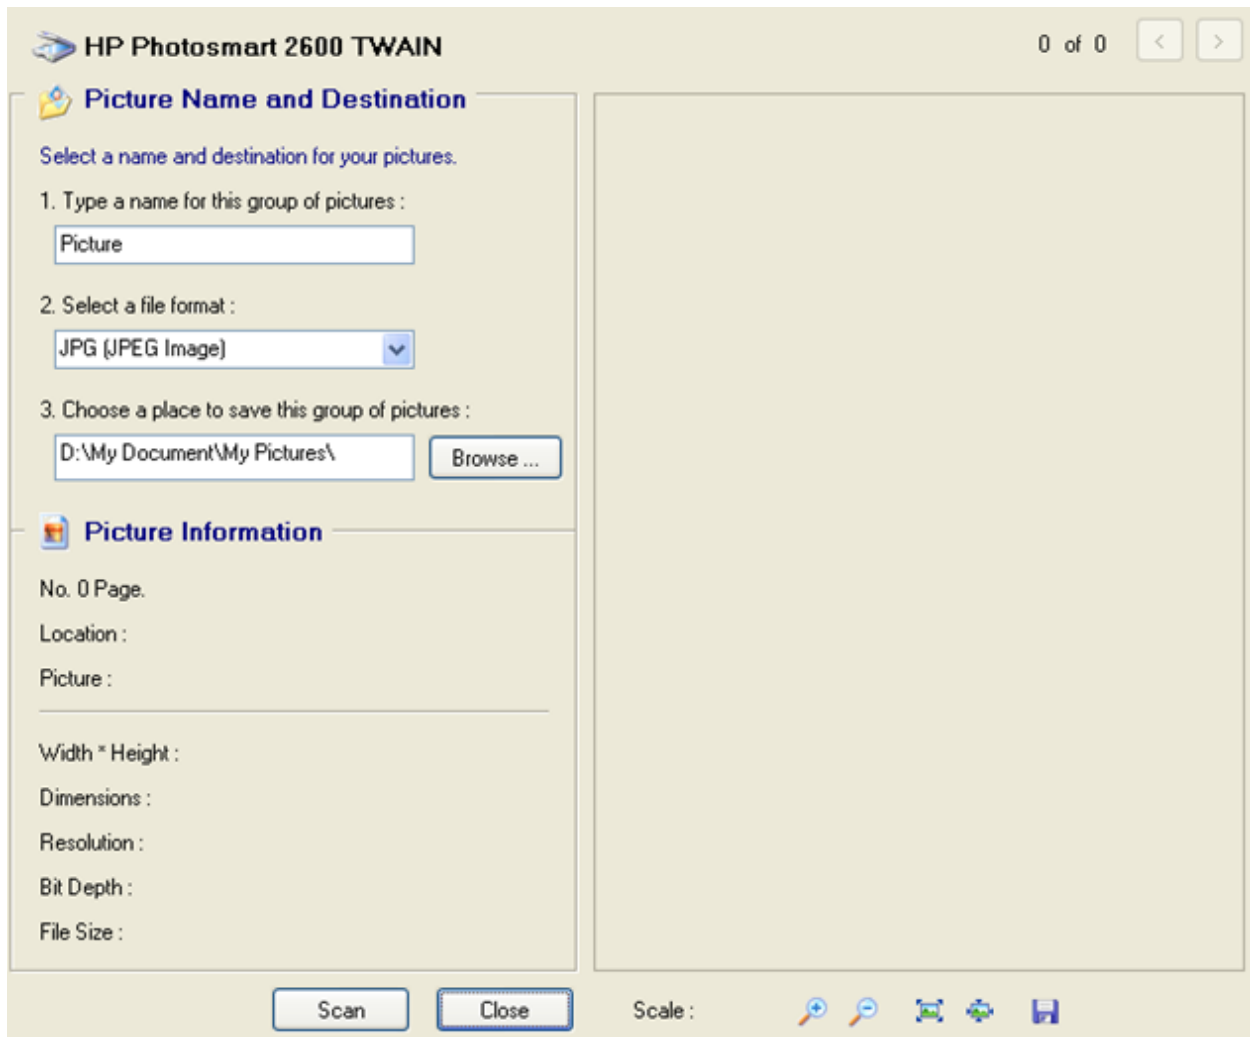 HP Photosmart 2600 TWAIN
0 of 0 < >
Picture Name and Destination
Select a name and destination for your pictures.
1. Type a name for this group of pictures :
Picture
2. Select a file format :
JPG (JPEG Image)
3. Choose a place to save this group of pictures :
D:\My Document\My Pictures\
Browse ...
Picture Information
No. 0 Page.
Location :
Picture :
Width * Height :
Dimensions :
Resolution :
Bit Depth :
File Size :
Scan Close Scale :